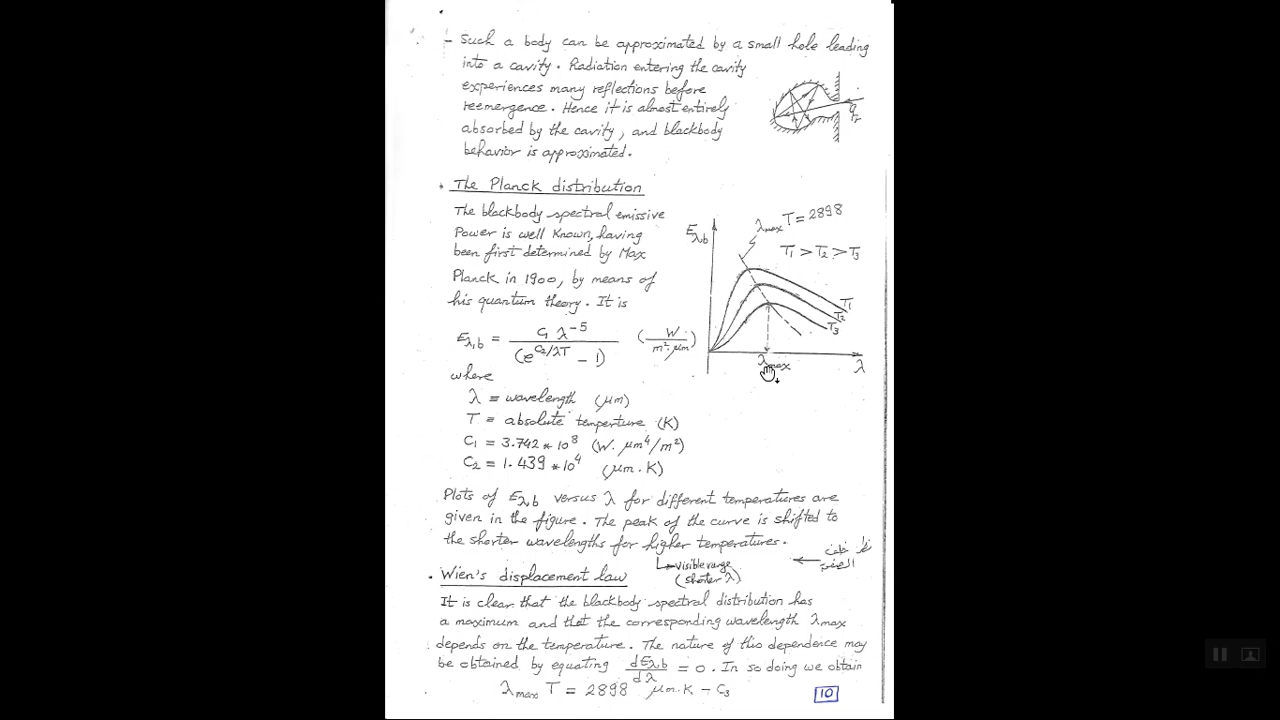 - Such a body can be approximated by a small hole leading
into a cavity. Radiation entering the cavity
experiences many reflections before
reemergence. Hence it is almost entirely
absorbed by the cavity, and blackbody
behavior is approximated.
qr
• The Planck distribution
The blackbody spectral emissive
Power is well Known, having
been first determined by Max
Planck in 1900, by means of
his quantum theory. It is
Eλ,b = C1 λ^-5 / (e^(C2/λT) - 1) (W / m².μm)
Eλb
λmax T = 2898
T1 > T2 > T3
T1
T2
T3
λmax
λ
where
λ = wavelength (μm)
T = absolute temperture (K)
C1 = 3.742 * 10^8 (W. μm⁴/m²)
C2 = 1.439 * 10^4 (μm.K)
Plots of Eλ,b versus λ for different temperatures are
given in the figure. The peak of the curve is shifted to
the shorter wavelengths for higher temperatures.
visible range
(shorter λ)
الصفحة
• Wien's displacement law
It is clear that the blackbody spectral distribution has
a maximum and that the corresponding wavelength λmax
depends on the temperature. The nature of this dependence may
be obtained by equating dEλ,b/dλ = 0. In so doing we obtain
λmax T = 2898 μm.K - C3
10